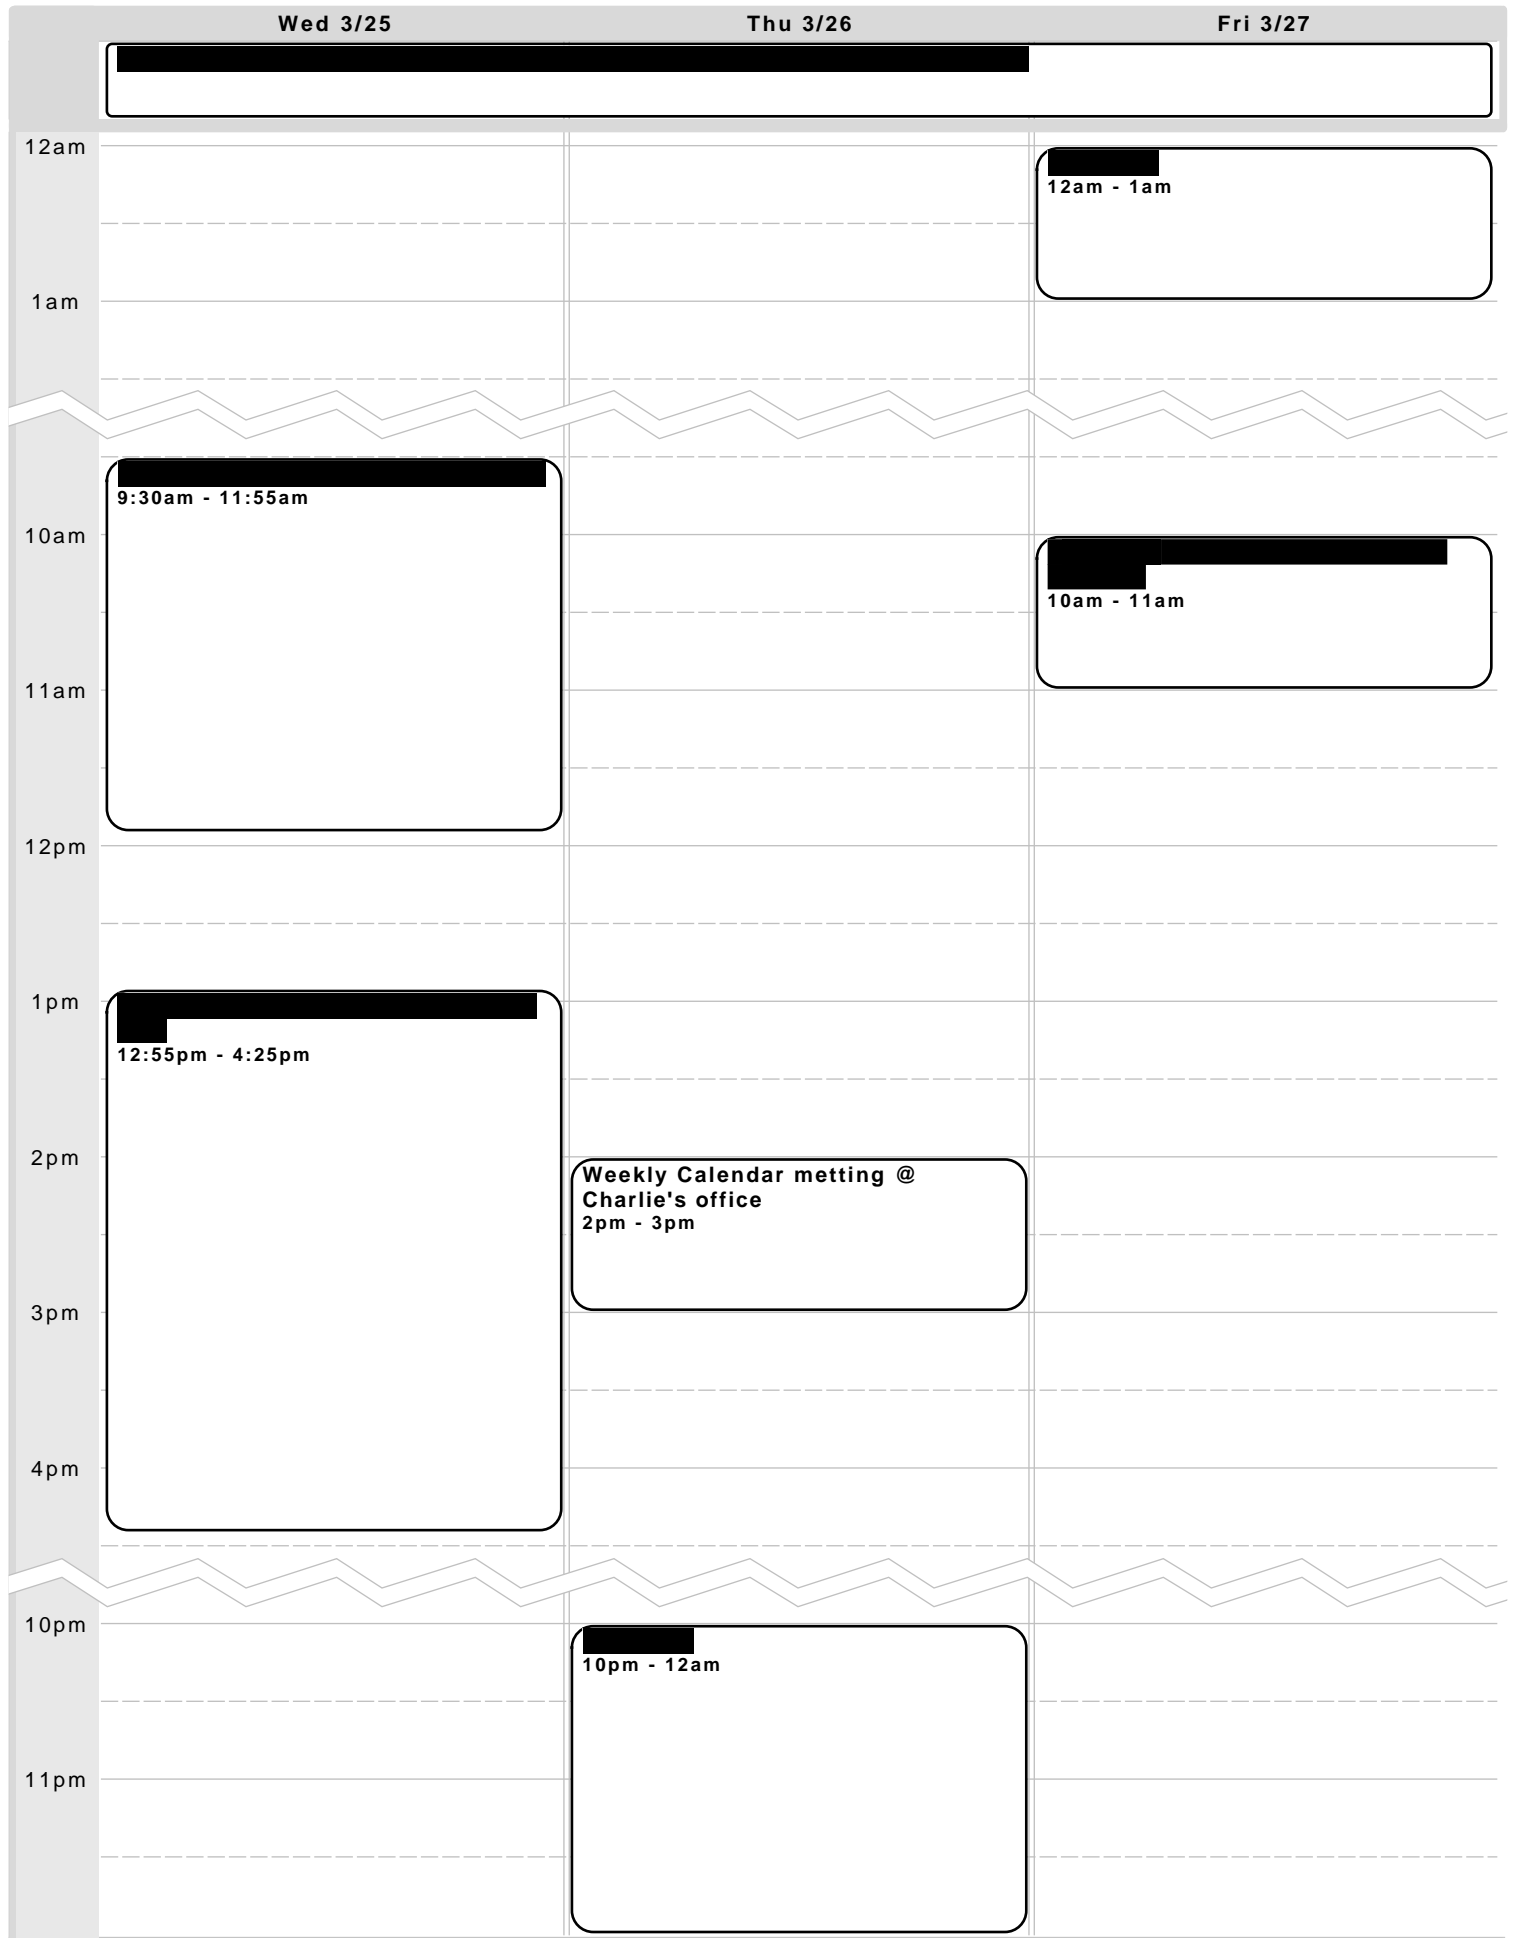 Wed 3/25
Thu 3/26
Fri 3/27
12am
12am - 1am
1am
9:30am - 11:55am
10am
10am - 11am
11am
12pm
1pm
12:55pm - 4:25pm
2pm
Weekly Calendar metting @
Charlie's office
2pm - 3pm
3pm
4pm
10pm
10pm - 12am
11pm